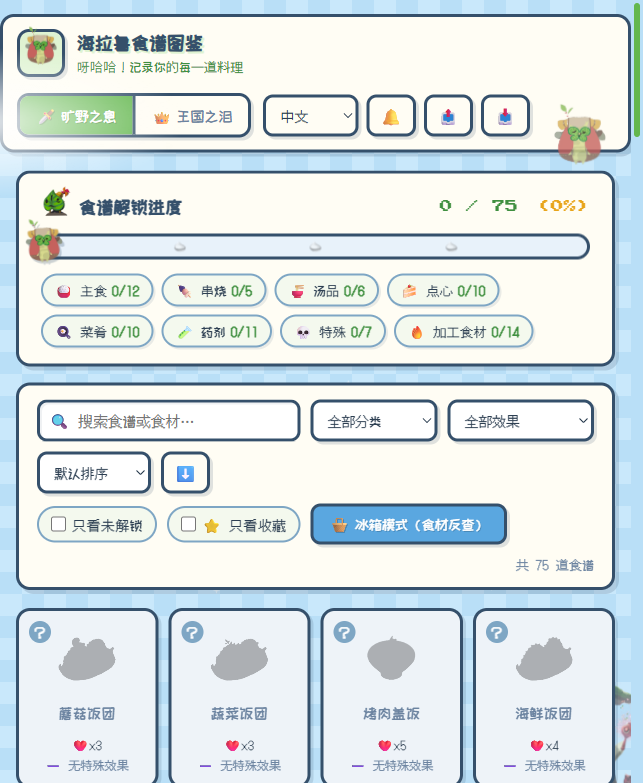 海拉鲁食谱图鉴
呀哈哈！记录你的每一道料理
旷野之息 王国之泪 中文
食谱解锁进度 0 / 75 (0%)
主食 0/12 串烧 0/5 汤品 0/6 点心 0/10
菜肴 0/10 药剂 0/11 特殊 0/7 加工食材 0/14
搜索食谱或食材… 全部分类 全部效果
默认排序
只看未解锁 只看收藏 冰箱模式（食材反查）
共 75 道食谱
? ? ? ?
蘑菇饭团 蔬菜饭团 烤肉盖饭 海鲜饭团
x3 x3 x5 x4
— 无特殊效果 — 无特殊效果 — 无特殊效果 — 无特殊效果